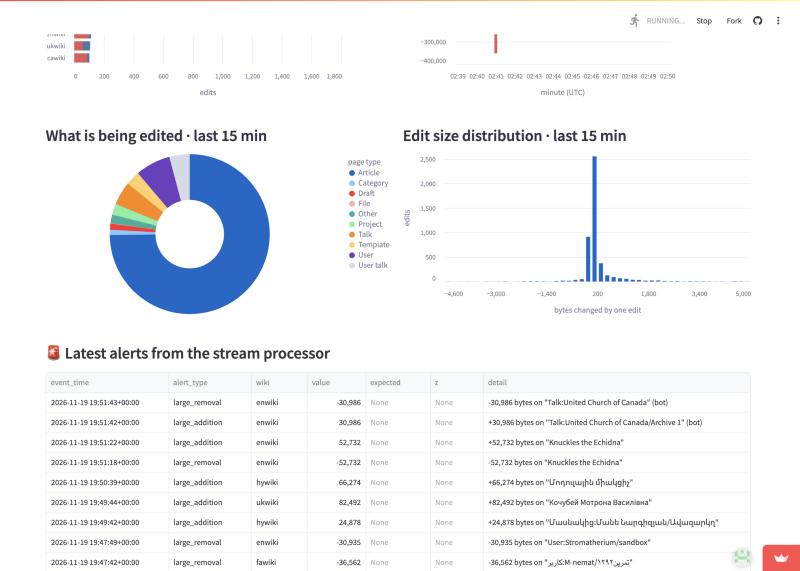 RUNNING...
Stop
Fork
ukwiki
cawiki
0 200 400 600 800 1,000 1,200 1,400 1,600 1,800
edits
−300,000
−400,000
02:39 02:40 02:41 02:42 02:43 02:44 02:45 02:46 02:47 02:48 02:49 02:50
minute (UTC)
What is being edited · last 15 min
page type
Article
Category
Draft
File
Other
Project
Talk
Template
User
User talk
Edit size distribution · last 15 min
edits
2,500
2,000
1,500
1,000
500
0
−4,600 −3,000 −1,400 200 1,800 3,400 5,000
bytes changed by one edit
Latest alerts from the stream processor
event_time alert_type wiki value expected z detail
2026-11-19 19:51:43+00:00 large_removal enwiki -30,986 None None -30,986 bytes on "Talk:United Church of Canada" (bot)
2026-11-19 19:51:42+00:00 large_addition enwiki 30,986 None None +30,986 bytes on "Talk:United Church of Canada/Archive 1" (bot)
2026-11-19 19:51:22+00:00 large_addition enwiki 52,732 None None +52,732 bytes on "Knuckles the Echidna"
2026-11-19 19:51:18+00:00 large_removal enwiki -52,732 None None -52,732 bytes on "Knuckles the Echidna"
2026-11-19 19:50:39+00:00 large_addition hywiki 66,274 None None +66,274 bytes on "Մոդուլային միակցիչ"
2026-11-19 19:49:44+00:00 large_addition ukwiki 82,492 None None +82,492 bytes on "Кочубей Мотрона Василівна"
2026-11-19 19:49:42+00:00 large_addition hywiki 24,878 None None +24,878 bytes on "Մասնակից:Մանե Նարգիզյան/Ավազարկղ"
2026-11-19 19:47:49+00:00 large_removal enwiki -30,935 None None -30,935 bytes on "User:Stromatherium/sandbox"
2026-11-19 19:47:42+00:00 large_removal fawiki -36,562 None None -36,562 bytes on "کاربر:M-nemat/تمرین۱۲۹۲"